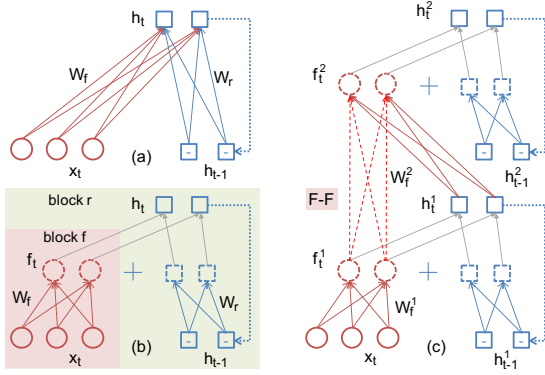 h_t
W_f
W_r
x_t
(a)
h_{t-1}
block r
h_t
block f
f_t
+
W_f
W_r
x_t
(b)
h_{t-1}
h_t^2
f_t^2
+
W_f^2
h_{t-1}^2
F-F
h_t^1
f_t^1
+
W_f^1
x_t
(c)
h_{t-1}^1